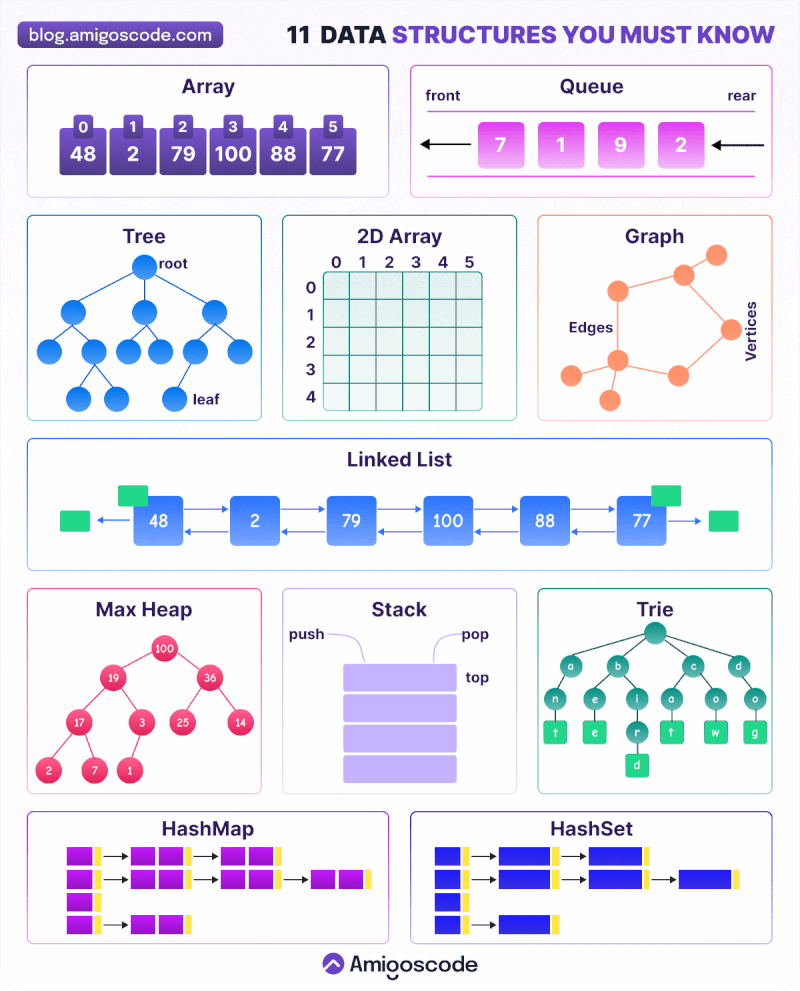 blog.amigoscode.com
11 DATA STRUCTURES YOU MUST KNOW
Array
0 1 2 3 4 5
48 2 79 100 88 77
Queue
front rear
7 1 9 2
Tree
root
leaf
2D Array
0 1 2 3 4 5
0
1
2
3
4
Graph
Edges
Vertices
Linked List
48 2 79 100 88 77
Max Heap
100
19 36
17 3 25 14
2 7 1
Stack
push pop
top
Trie
a b c d
n e i a o o
t e r t w g
d
HashMap
HashSet
Amigoscode